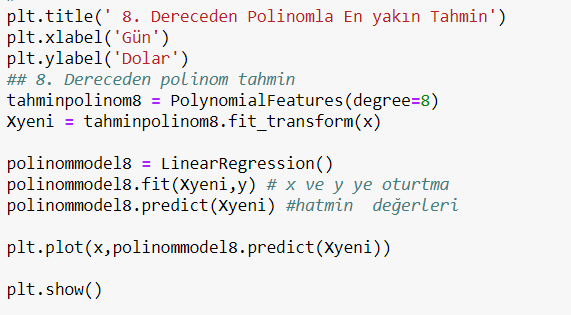 plt.title(' 8. Dereceden Polinomla En yakın Tahmin')
plt.xlabel('Gün')
plt.ylabel('Dolar')
## 8. Dereceden polinom tahmin
tahminpolinom8 = PolynomialFeatures(degree=8)
Xyeni = tahminpolinom8.fit_transform(x)
polinommodel8 = LinearRegression()
polinommodel8.fit(Xyeni,y) # x ve y ye oturtma
polinommodel8.predict(Xyeni) #hatmin  değerleri
plt.plot(x,polinommodel8.predict(Xyeni))
plt.show()